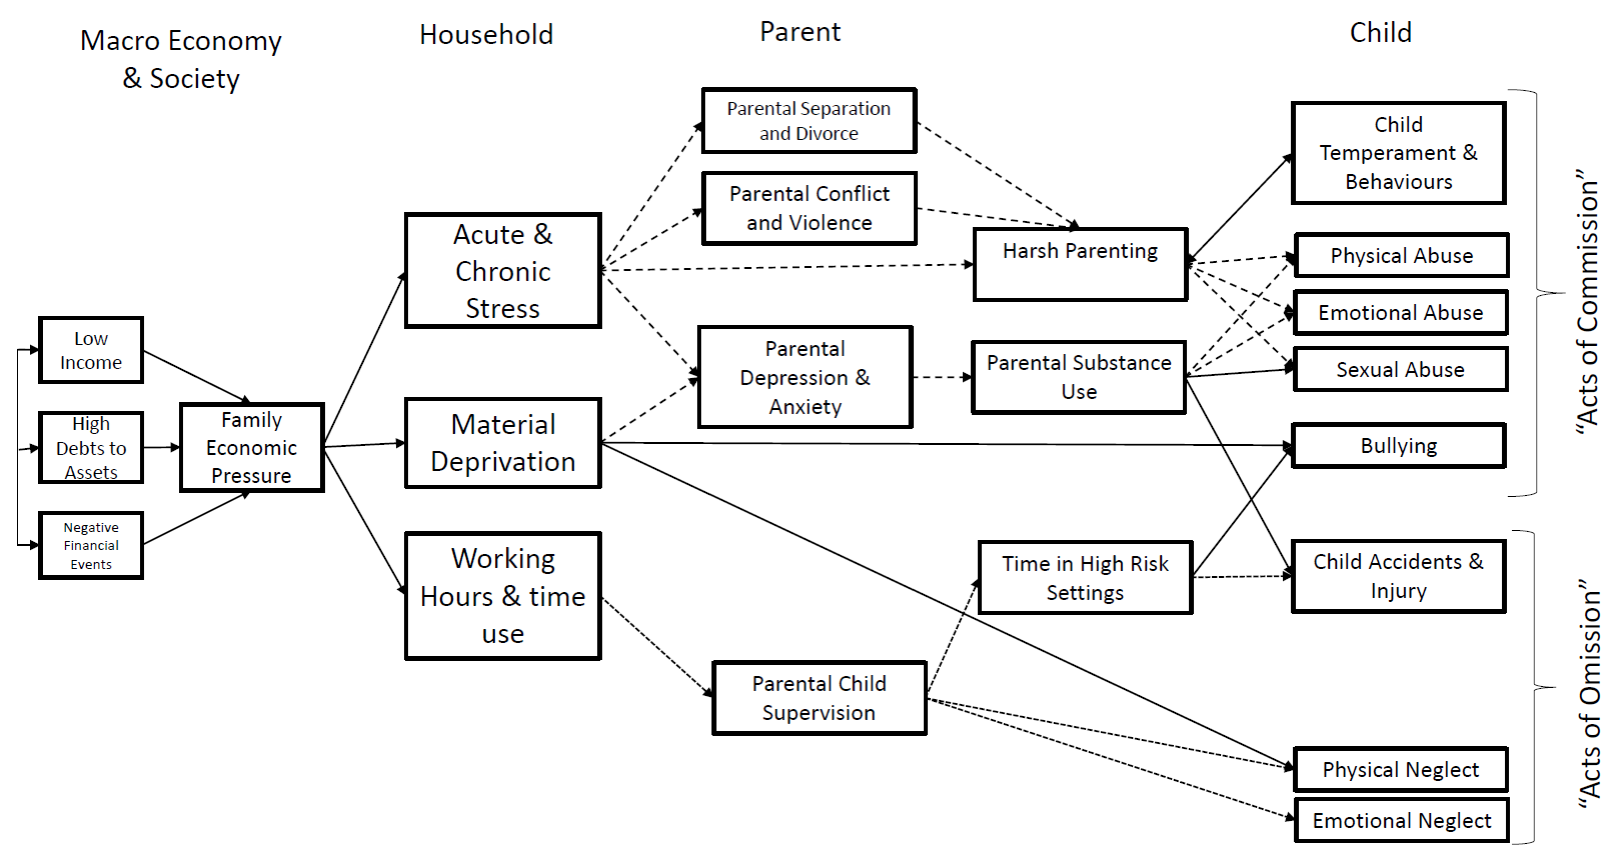 Macro Economy
& Society
Household
Parent
Child
Low
Income
High
Debts to
Assets
Negative
Financial
Events
Family
Economic
Pressure
Acute &
Chronic
Stress
Material
Deprivation
Working
Hours & time
use
Parental Separation
and Divorce
Parental Conflict
and Violence
Parental
Depression &
Anxiety
Parental Child
Supervision
Harsh Parenting
Parental Substance
Use
Time in High Risk
Settings
Child
Temperament &
Behaviours
Physical Abuse
Emotional Abuse
Sexual Abuse
Bullying
Child Accidents &
Injury
Physical Neglect
Emotional Neglect
“Acts of Commission”
“Acts of Omission”